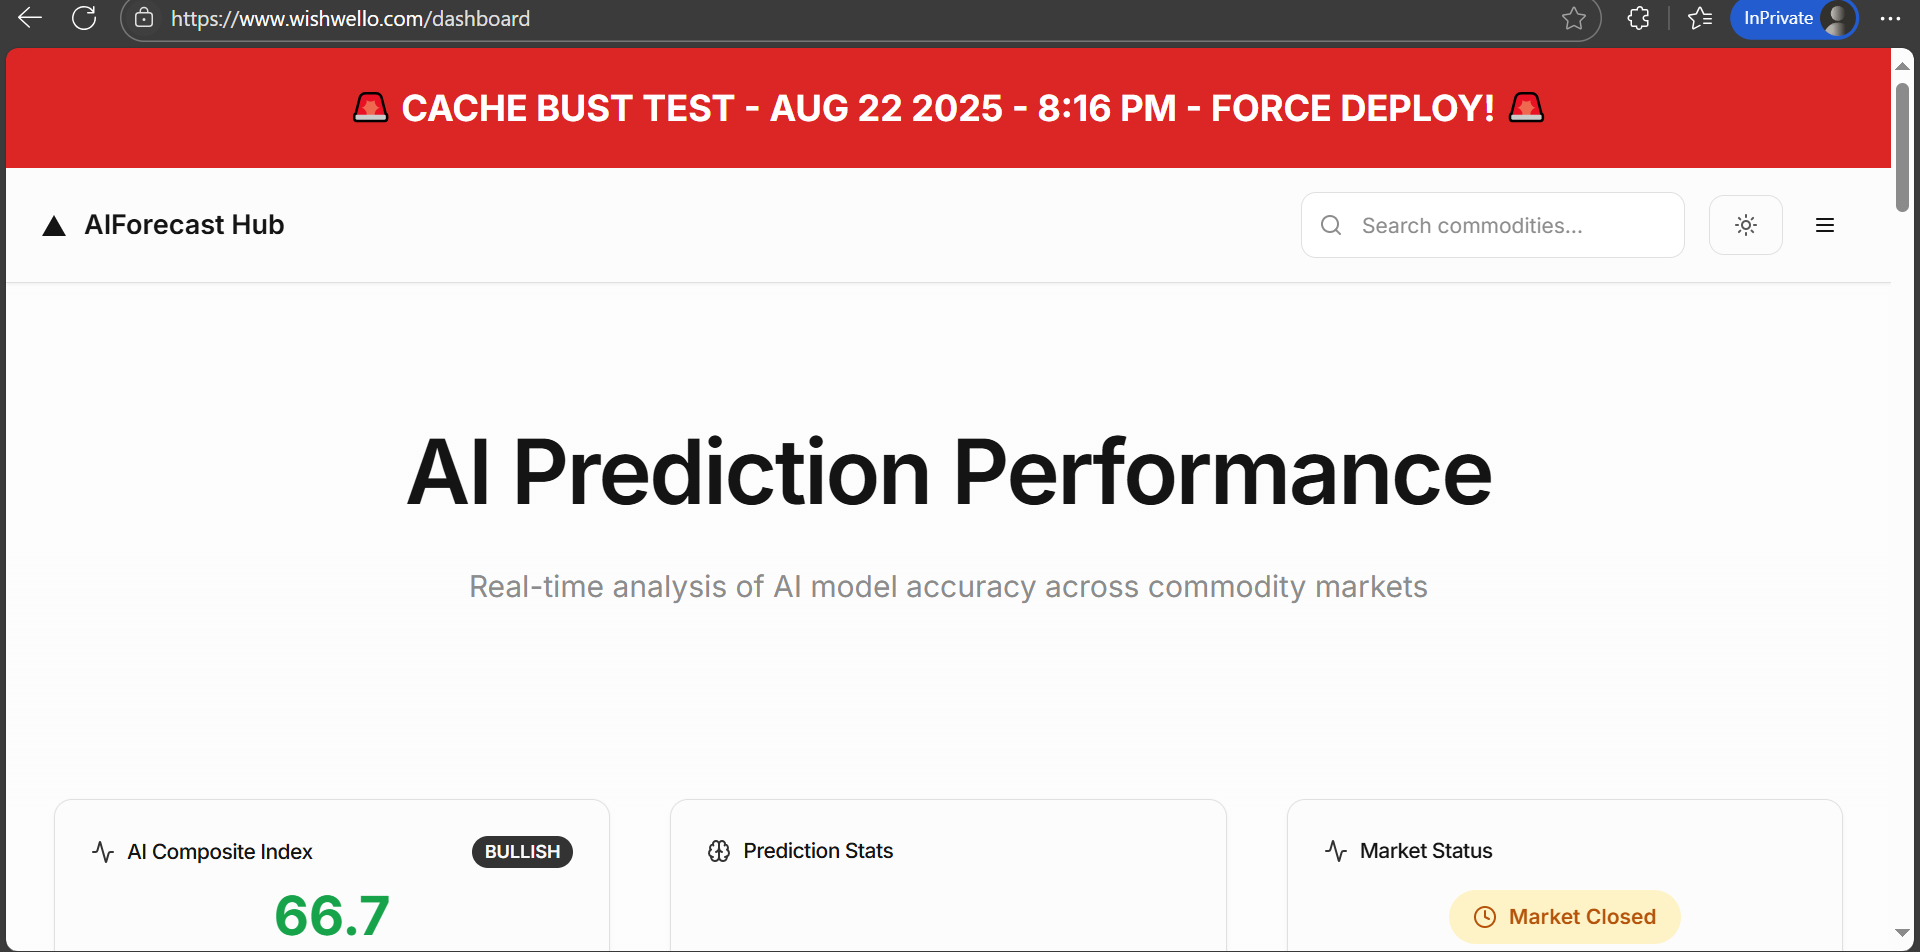 https://www.wishwello.com/dashboard
InPrivate
🚨 CACHE BUST TEST - AUG 22 2025 - 8:16 PM - FORCE DEPLOY! 🚨
AIForecast Hub
Search commodities...
AI Prediction Performance
Real-time analysis of AI model accuracy across commodity markets
AI Composite Index
BULLISH
66.7
Prediction Stats
Market Status
Market Closed